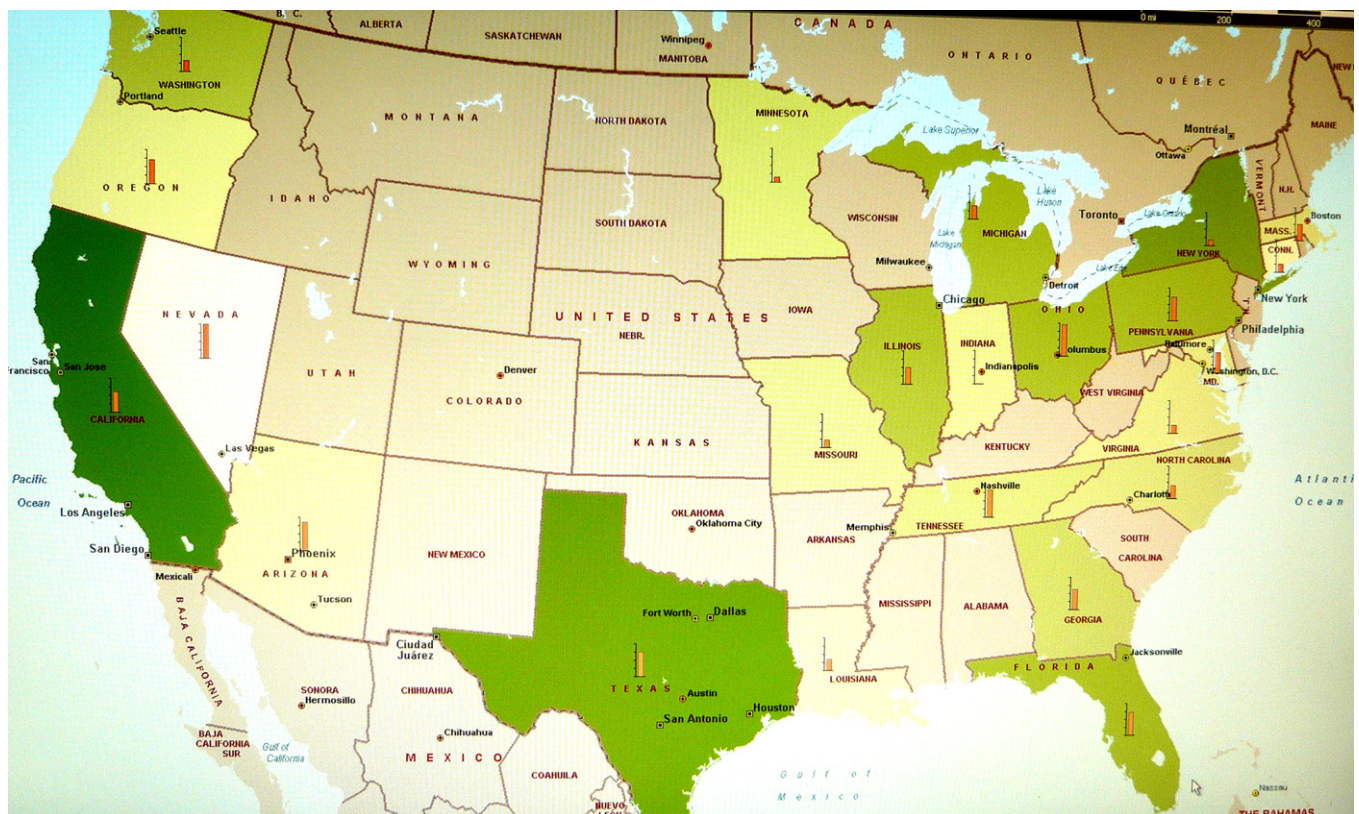 B. C.
ALBERTA
SASKATCHEWAN
Winnipeg
MANITOBA
CANADA
ONTARIO
QUÉBEC
0 mi 200 400
Seattle
WASHINGTON
Portland
MONTANA
NORTH DAKOTA
MINNESOTA
Lake Superior
Montréal
Ottawa
MAINE
VERMONT
N.H.
OREGON
IDAHO
SOUTH DAKOTA
WISCONSIN
Lake
Huron
Toronto
Lake Ontario
MICHIGAN
Lake
Michigan
NEW YORK
Boston
MASS.
CONN.
WYOMING
Milwaukee
Detroit
Chicago
New York
NEVADA
UNITED STATES
IOWA
NEBR.
OHIO
PENNSYLVANIA
Philadelphia
ILLINOIS
INDIANA
Indianapolis
olumbus
Washington, D.C.
MD.
San
Francisco
San Jose
UTAH
Denver
COLORADO
CALIFORNIA
WEST VIRGINIA
KANSAS
KENTUCKY
MISSOURI
VIRGINIA
Las Vegas
NORTH CAROLINA
Pacific
Ocean
Atlanti
Ocean
Los Angeles
Nashville
Charlott
TENNESSEE
OKLAHOMA
Oklahoma City
Memphis
ARKANSAS
San Diego
Phoenix
ARIZONA
NEW MEXICO
SOUTH
CAROLINA
Mexicali
Tucson
MISSISSIPPI
ALABAMA
GEORGIA
BAJA CALIFORNIA
Fort Worth
Dallas
Ciudad
Juárez
Jacksonville
FLORIDA
LOUISIANA
TEXAS
Austin
SONORA
Hermosillo
CHIHUAHUA
San Antonio
Houston
Chihuahua
BAJA
CALIFORNIA
SUR
Gulf of
California
MEXICO
COAHUILA
Gulf of
Mexico
Nassau
NUEVO
THE BAHAMAS